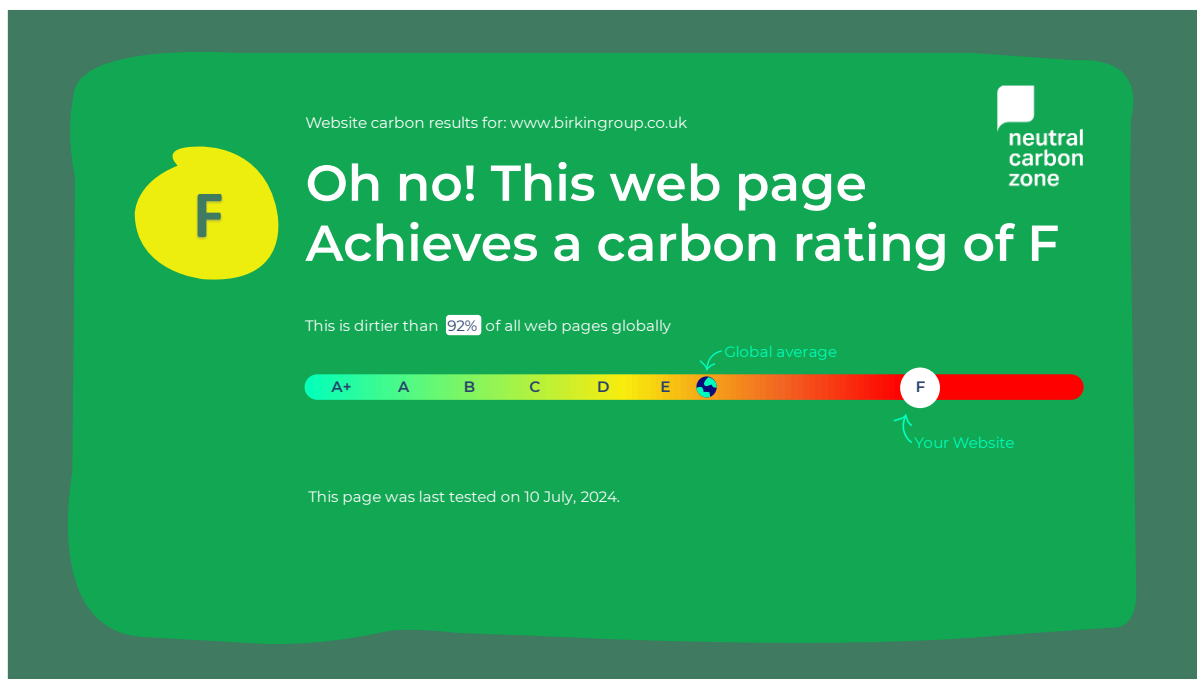 Website carbon results for: www.birkingroup.co.uk
neutral
carbon
zone
F
Oh no! This web page
Achieves a carbon rating of F
This is dirtier than 92% of all web pages globally
Global average
A+ A B C D E F
Your Website
This page was last tested on 10 July, 2024.